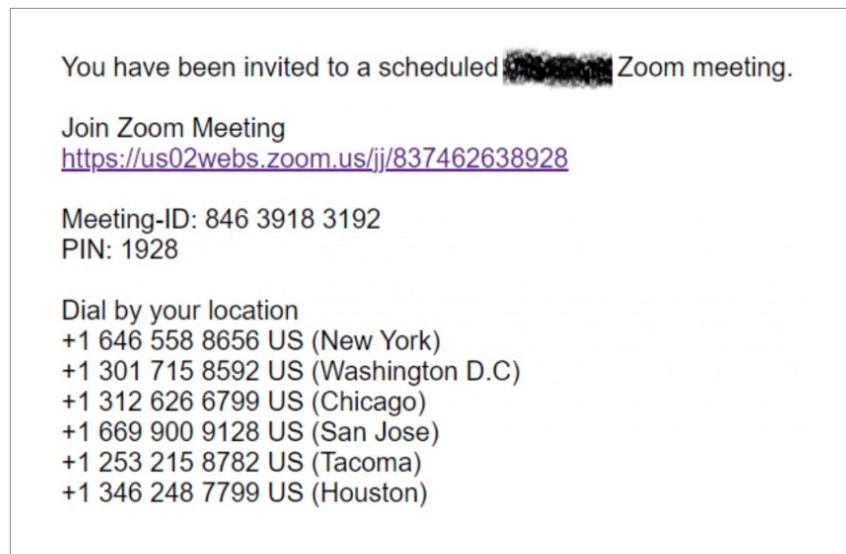 You have been invited to a scheduled Zoom meeting.
Join Zoom Meeting
https://us02webs.zoom.us/jj/837462638928
Meeting-ID: 846 3918 3192
PIN: 1928
Dial by your location
+1 646 558 8656 US (New York)
+1 301 715 8592 US (Washington D.C)
+1 312 626 6799 US (Chicago)
+1 669 900 9128 US (San Jose)
+1 253 215 8782 US (Tacoma)
+1 346 248 7799 US (Houston)